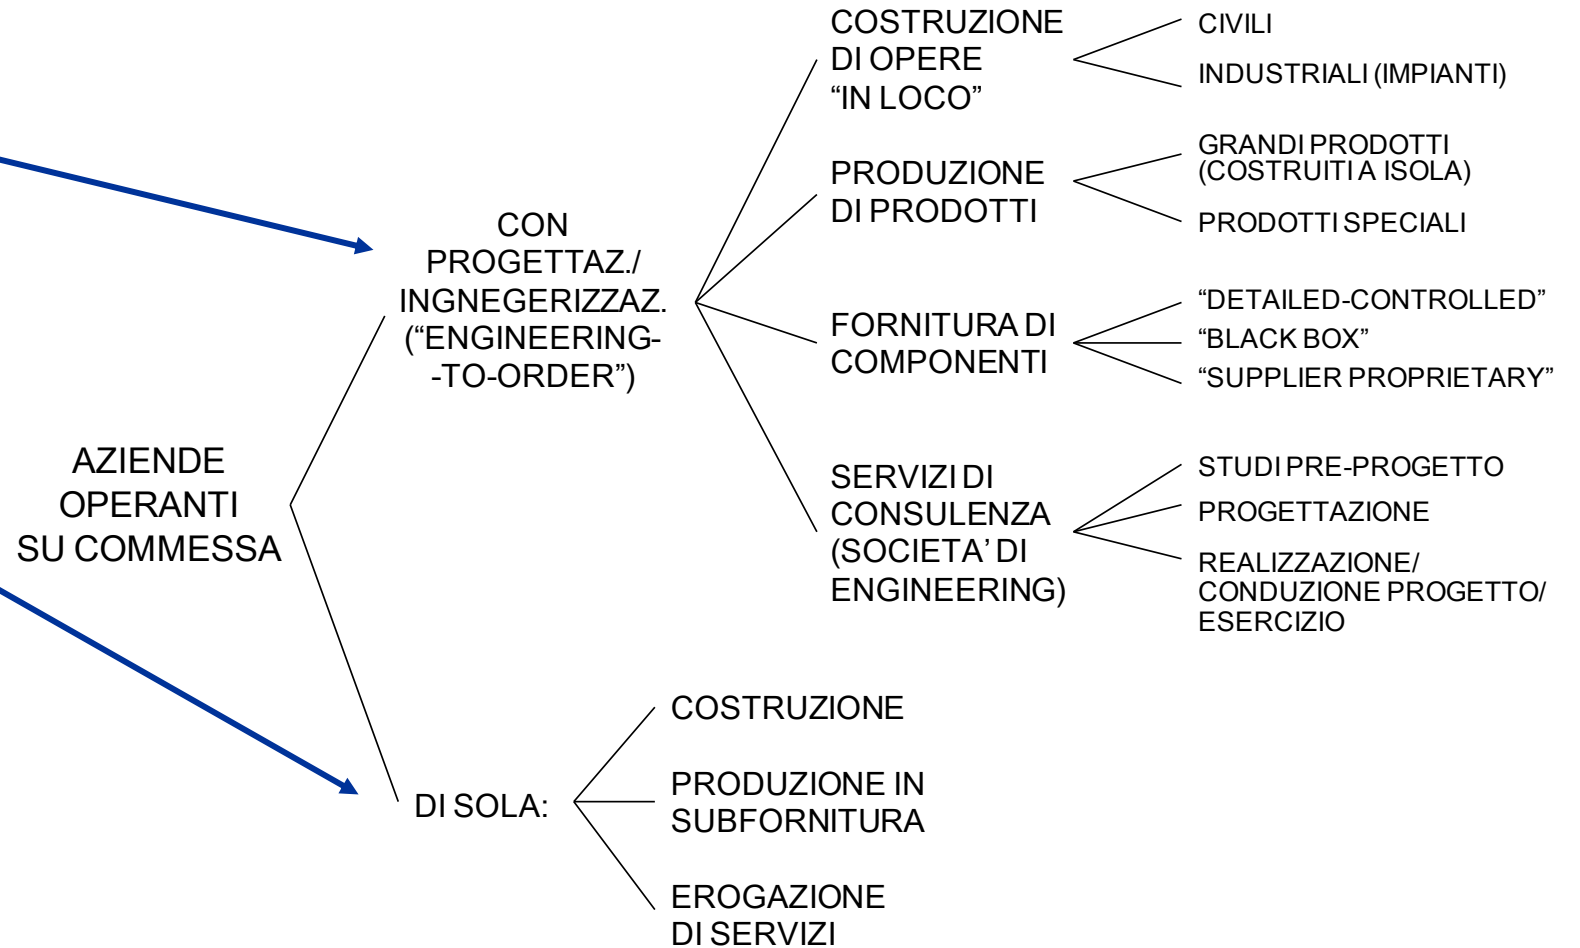 AZIENDE
OPERANTI
SU COMMESSA
CON
PROGETTAZ./
INGNEGERIZZAZ.
(“ENGINEERING-
-TO-ORDER”)
COSTRUZIONE
DI OPERE
“IN LOCO”
CIVILI
INDUSTRIALI (IMPIANTI)
PRODUZIONE
DI PRODOTTI
GRANDI PRODOTTI
(COSTRUITI A ISOLA)
PRODOTTI SPECIALI
FORNITURA DI
COMPONENTI
“DETAILED-CONTROLLED”
“BLACK BOX”
“SUPPLIER PROPRIETARY”
SERVIZI DI
CONSULENZA
(SOCIETA’ DI
ENGINEERING)
STUDI PRE-PROGETTO
PROGETTAZIONE
REALIZZAZIONE/
CONDUZIONE PROGETTO/
ESERCIZIO
DI SOLA:
COSTRUZIONE
PRODUZIONE IN
SUBFORNITURA
EROGAZIONE
DI SERVIZI